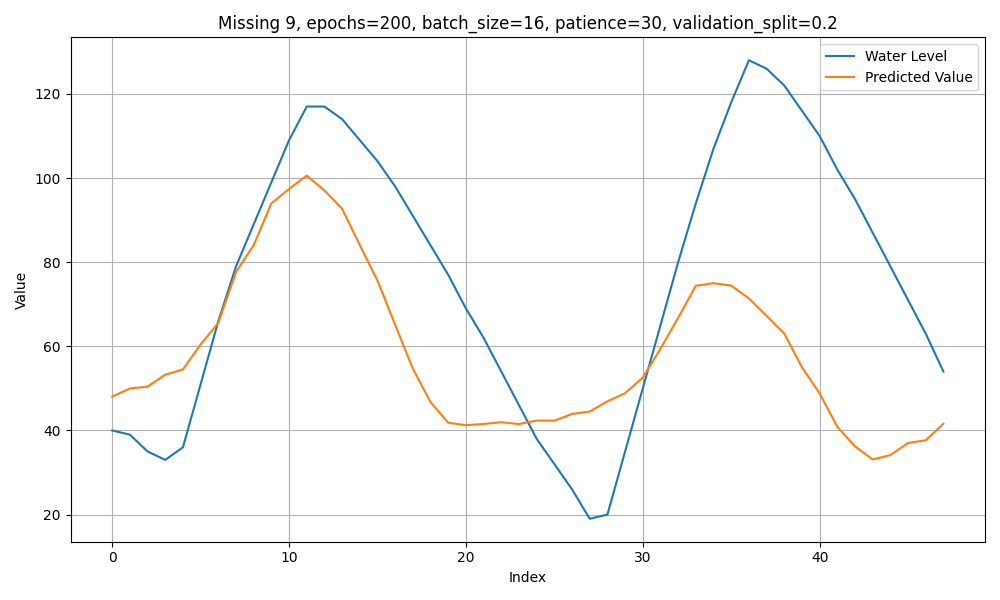 Missing 9, epochs=200, batch_size=16, patience=30, validation_split=0.2
Water Level
Predicted Value
120
100
80
60
40
20
Value
0 10 20 30 40
Index